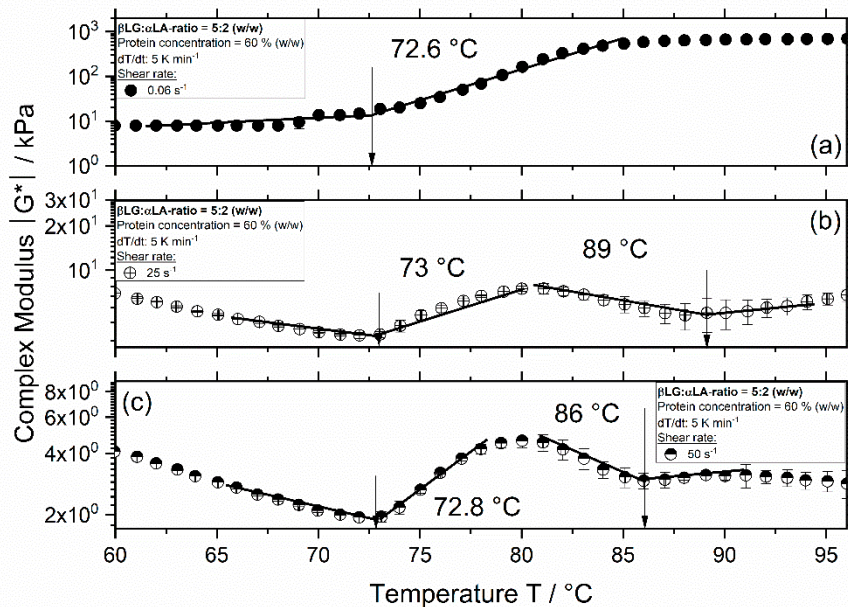 Complex Modulus |G*| / kPa
10³
10²
10¹
10⁰
βLG:αLA-ratio = 5:2 (w/w)
Protein concentration = 60 % (w/w)
dT/dt: 5 K min⁻¹
Shear rate:
0.06 s⁻¹
72.6 °C
(a)
3x10¹
10¹
βLG:αLA-ratio = 5:2 (w/w)
Protein concentration = 60 % (w/w)
dT/dt: 5 K min⁻¹
Shear rate:
25 s⁻¹
73 °C
89 °C
(b)
8x10⁰
6x10⁰
4x10⁰
2x10⁰
(c)
72.8 °C
86 °C
βLG:αLA-ratio = 5:2 (w/w)
Protein concentration = 60 % (w/w)
dT/dt: 5 K min⁻¹
Shear rate:
50 s⁻¹
60 65 70 75 80 85 90 95
Temperature T / °C